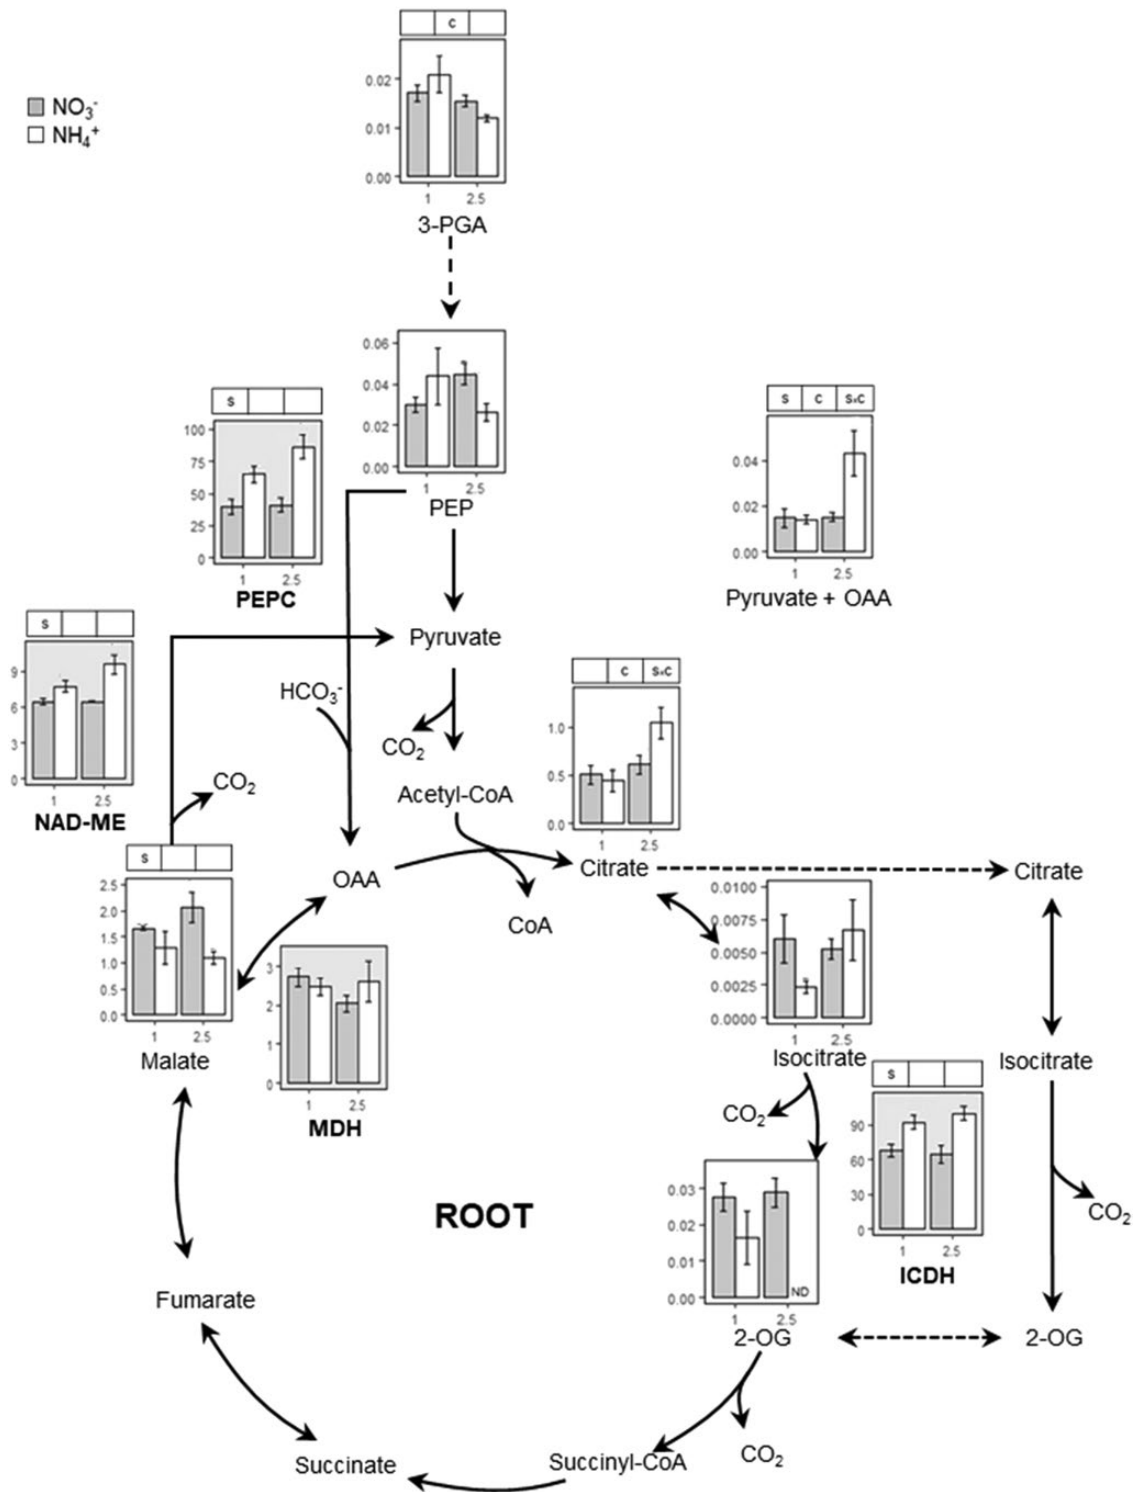 C
0.02
0.01
0.00
1 2.5
3-PGA
NO₃⁻
NH₄⁺
0.06
0.04
0.02
0.00
1 2.5
PEP
S
100
75
50
25
0
1 2.5
PEPC
S C SxC
0.04
0.02
0.00
1 2.5
Pyruvate + OAA
S
9
6
3
0
1 2.5
NAD-ME
Pyruvate
HCO₃⁻
CO₂
Acetyl-CoA
CO₂
C SxC
1.0
0.5
0.0
1 2.5
Citrate
Citrate
OAA
CoA
S
2.5
2.0
1.5
1.0
0.5
0.0
1 2.5
Malate
3
2
1
0
1 2.5
MDH
0.0100
0.0075
0.0050
0.0025
0.0000
1 2.5
Isocitrate
Isocitrate
CO₂
S
90
60
30
0
1 2.5
ICDH
CO₂
0.03
0.02
0.01
0.00
ND
1 2.5
2-OG
2-OG
ROOT
Fumarate
Succinate
Succinyl-CoA
CO₂